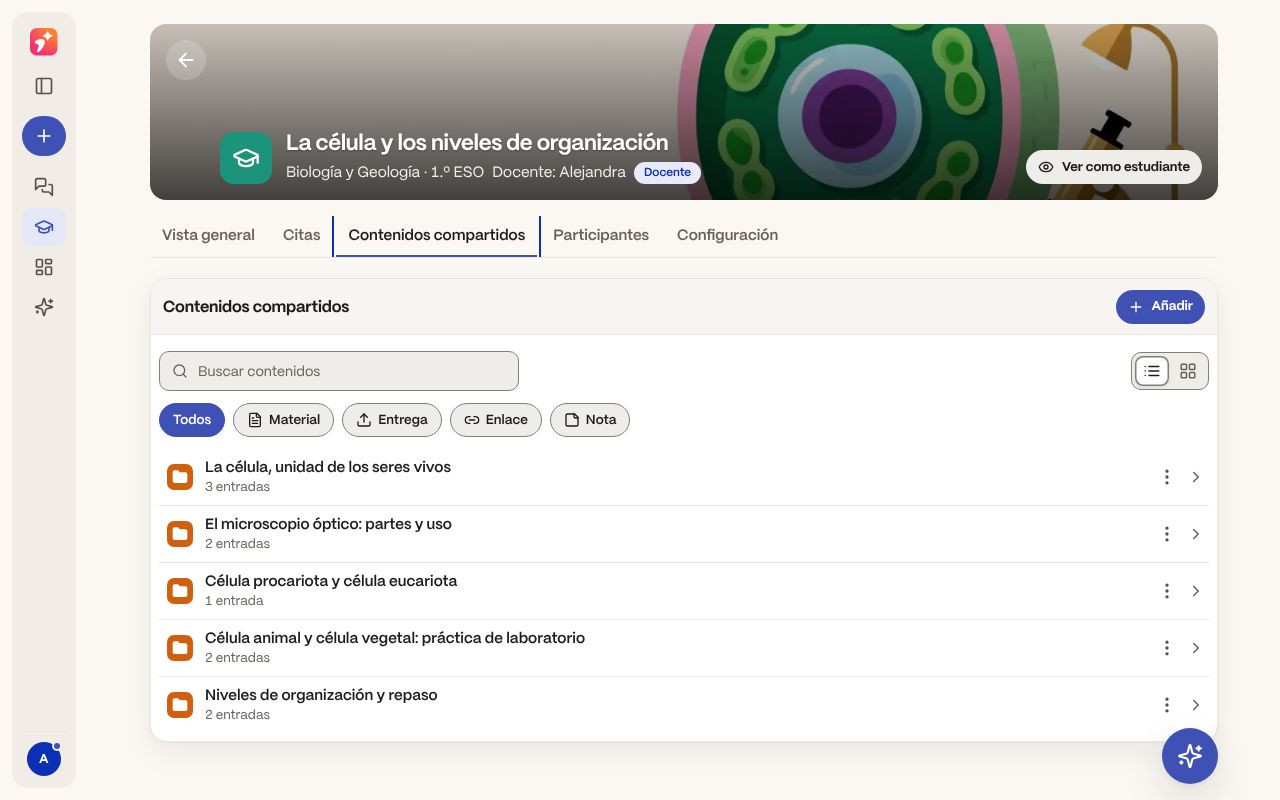 La célula y los niveles de organización
Biología y Geología · 1.º ESO Docente: Alejandra Docente
Ver como estudiante
Vista general Citas Contenidos compartidos Participantes Configuración
Contenidos compartidos
Añadir
Buscar contenidos
Todos Material Entrega Enlace Nota
La célula, unidad de los seres vivos
3 entradas
El microscopio óptico: partes y uso
2 entradas
Célula procariota y célula eucariota
1 entrada
Célula animal y célula vegetal: práctica de laboratorio
2 entradas
Niveles de organización y repaso
2 entradas
A